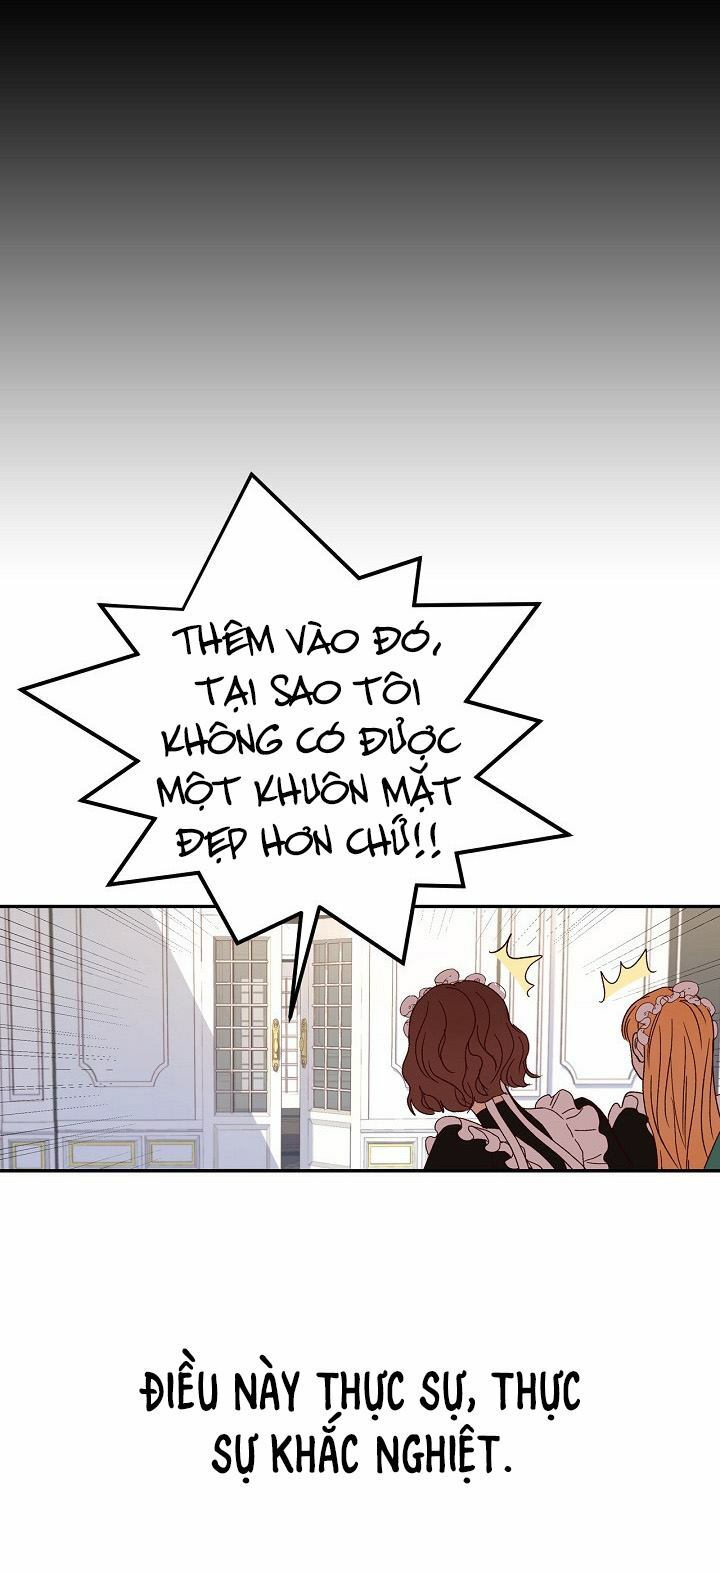 THÊM VÀO ĐÓ,
TẠI SAO TÔI
KHÔNG CÓ ĐƯỢC
MỘT KHUÔN MẶT
ĐẸP HƠN CHỨ!!
ĐIỀU NÀY THỰC SỰ, THỰC
SỰ KHẮC NGHIỆT.